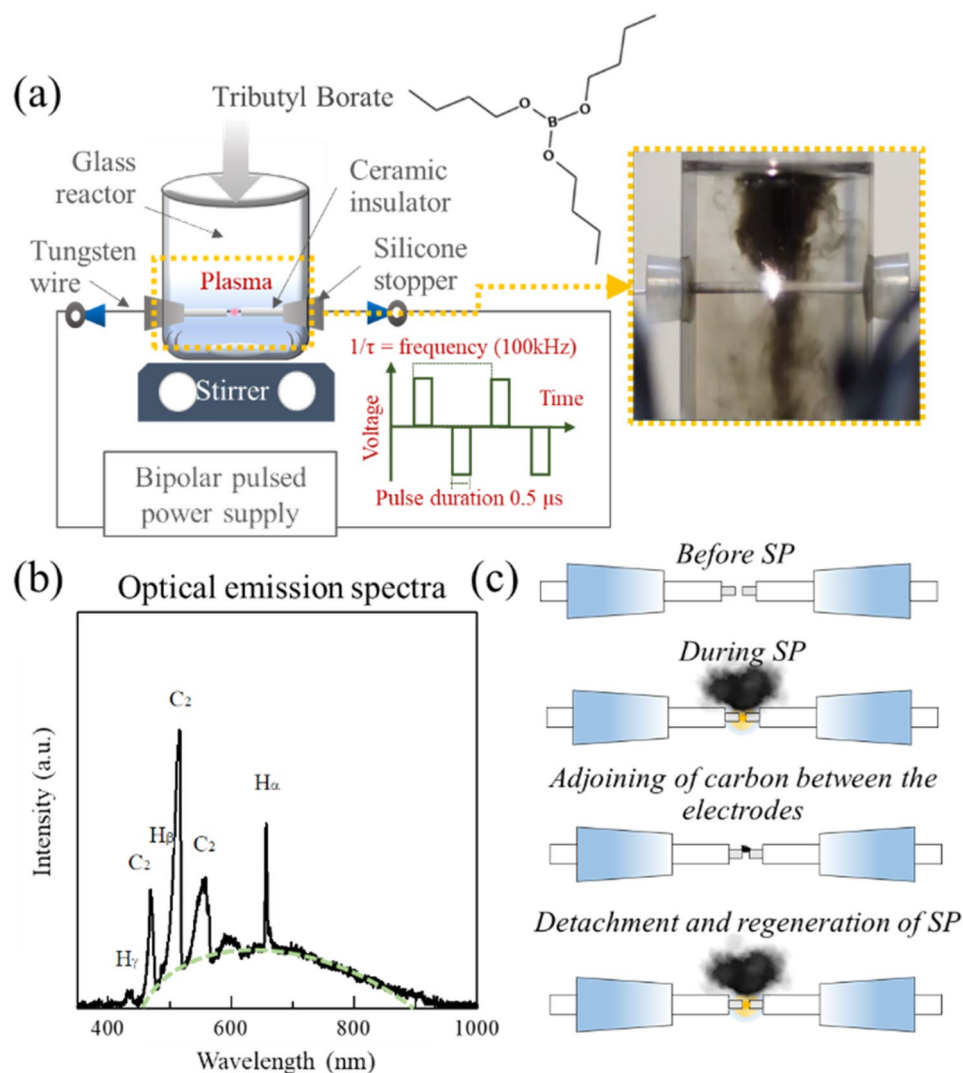 (a)
Tributyl Borate
Glass
reactor
Ceramic
insulator
Tungsten
wire
Plasma
Silicone
stopper
O
B
O
O
1/τ = frequency (100kHz)
Stirrer
Time
Voltage
Pulse duration 0.5 μs
Bipolar pulsed
power supply
(b)
Optical emission spectra
C2
Hα
Hβ
C2
C2
Hγ
Intensity (a.u.)
400
600
800
1000
Wavelength (nm)
(c)
Before SP
During SP
Adjoining of carbon between the
electrodes
Detachment and regeneration of SP